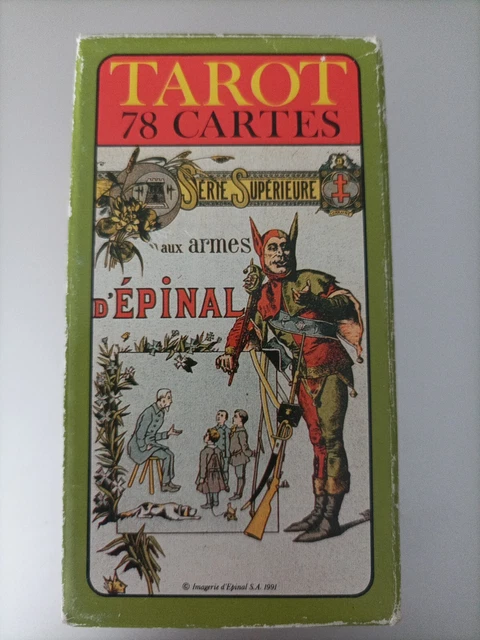 TAROT
78 CARTES
SÉRIE SUPÉRIEURE
aux armes
D'ÉPINAL
© Imagerie d'Epinal S.A. 1991